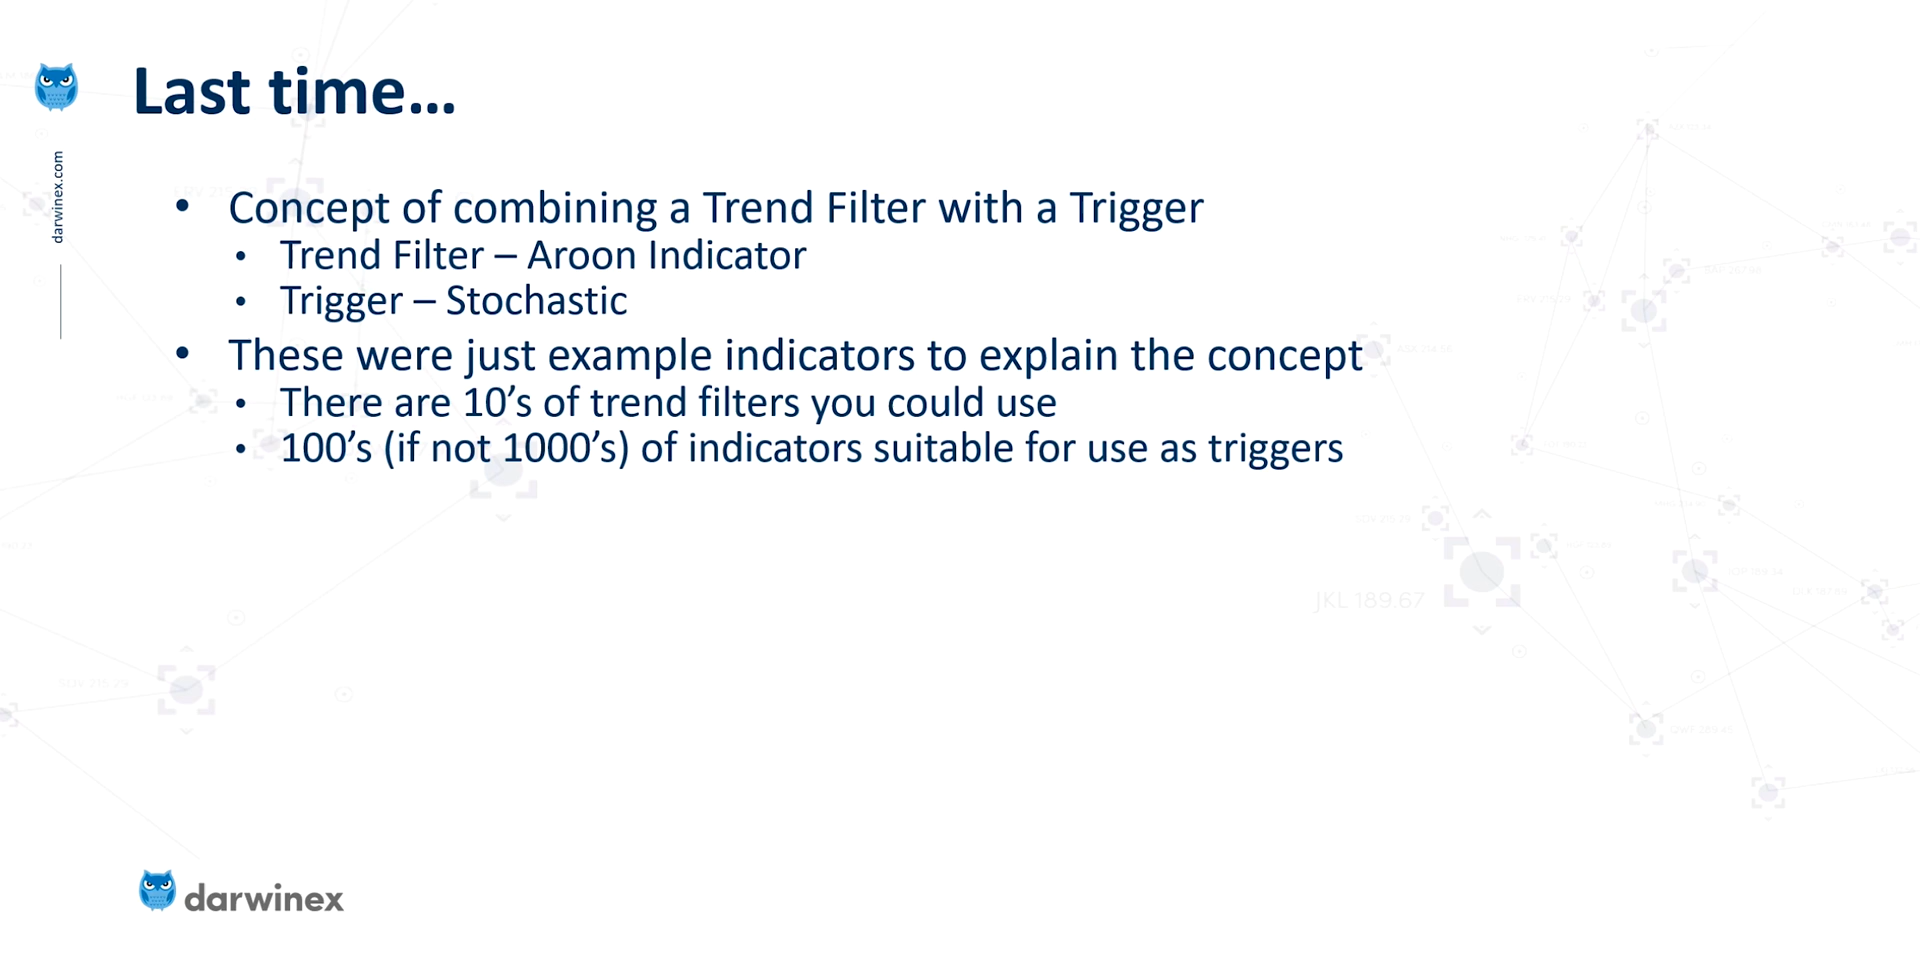 Last time…
darwinex.com
• Concept of combining a Trend Filter with a Trigger
• Trend Filter – Aroon Indicator
• Trigger – Stochastic
• These were just example indicators to explain the concept
• There are 10’s of trend filters you could use
• 100’s (if not 1000’s) of indicators suitable for use as triggers
JKL 189.67
darwinex